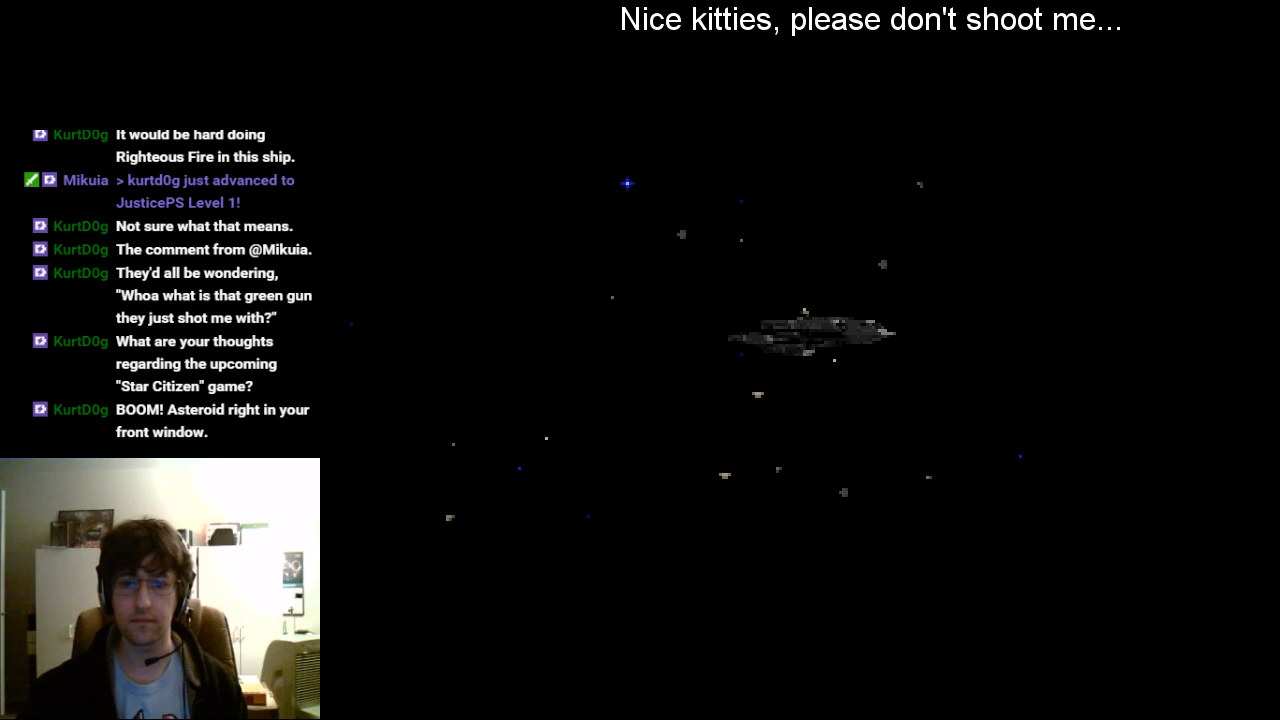 Nice kitties, please don't shoot me...
KurtD0g It would be hard doing
Righteous Fire in this ship.
Mikuia > kurtd0g just advanced to
JusticePS Level 1!
KurtD0g Not sure what that means.
KurtD0g The comment from @Mikuia.
KurtD0g They'd all be wondering,
"Whoa what is that green gun
they just shot me with?"
KurtD0g What are your thoughts
regarding the upcoming
"Star Citizen" game?
KurtD0g BOOM! Asteroid right in your
front window.